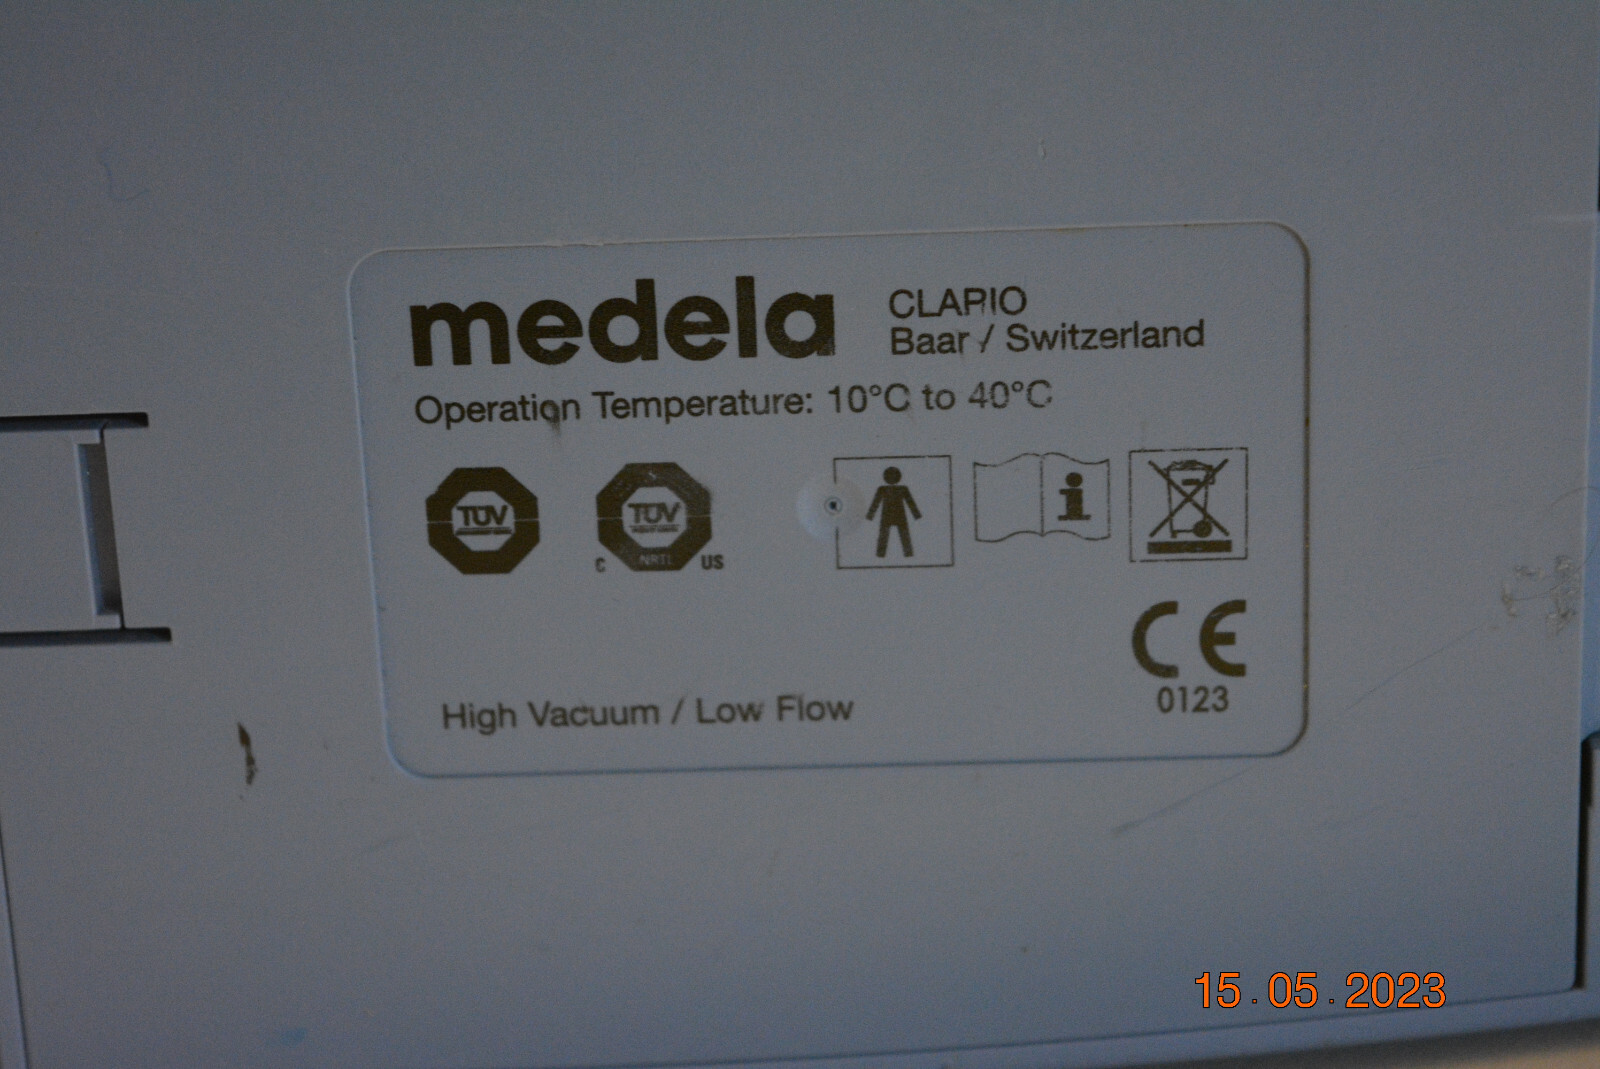 medela
CLARIO
Baar / Switzerland
Operation Temperature: 10°C to 40°C
TÜV
TÜV
C NRTL US
i
CE
0123
High Vacuum / Low Flow
15.05.2023